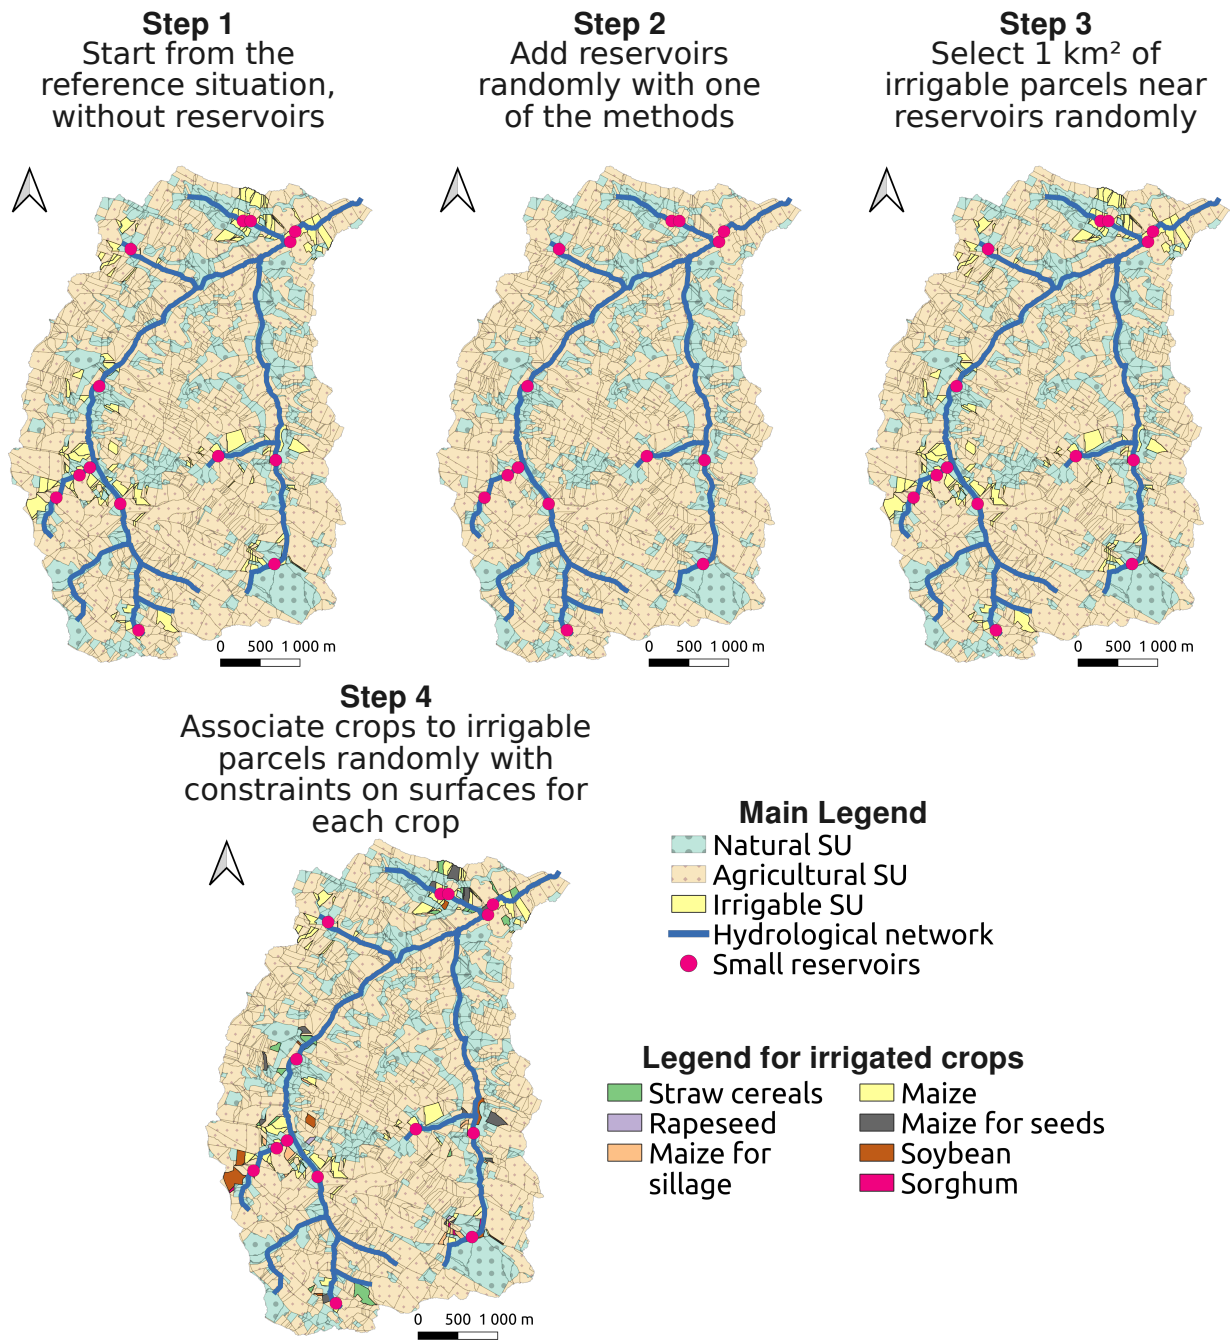 Step 1
Start from the
reference situation,
without reservoirs
Step 2
Add reservoirs
randomly with one
of the methods
Step 3
Select 1 km² of
irrigable parcels near
reservoirs randomly
0 500 1 000 m
0 500 1 000 m
0 500 1 000 m
Step 4
Associate crops to irrigable
parcels randomly with
constraints on surfaces for
each crop
0 500 1 000 m
Main Legend
Natural SU
Agricultural SU
Irrigable SU
Hydrological network
Small reservoirs
Legend for irrigated crops
Straw cereals
Rapeseed
Maize for
sillage
Maize
Maize for seeds
Soybean
Sorghum